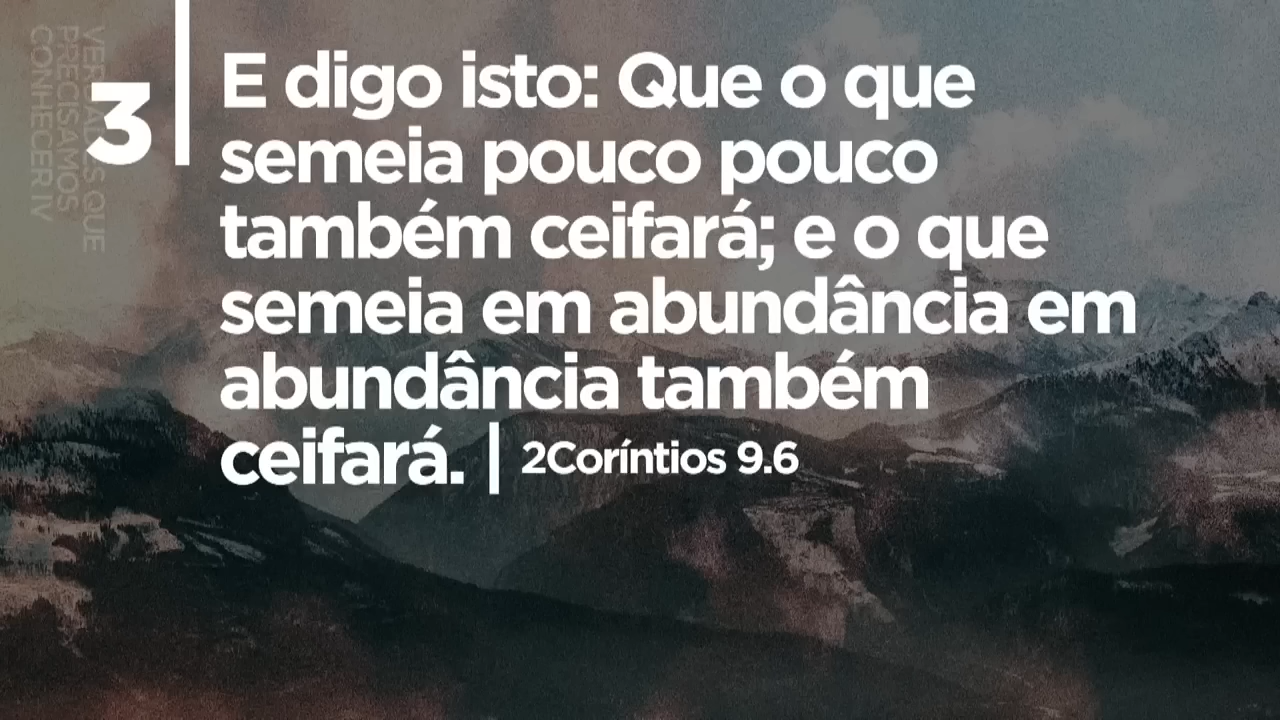 VERDADES QUE
PRECISAMOS
CONHECER IV
3
E digo isto: Que o que
semeia pouco pouco
também ceifará; e o que
semeia em abundância em
abundância também
ceifará. | 2Coríntios 9.6